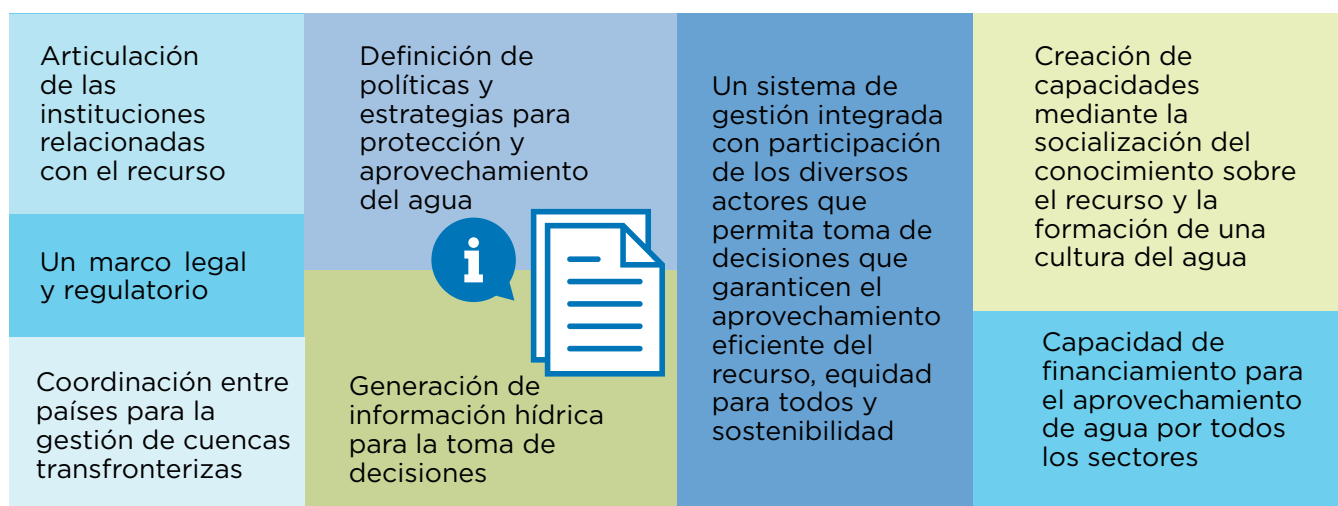 Articulación
de las
instituciones
relacionadas
con el recurso
Un marco legal
y regulatorio
Coordinación entre
países para la
gestión de cuencas
transfronterizas
Definición de
políticas y
estrategias para
protección y
aprovechamiento
del agua
i
Generación de
información hídrica
para la toma de
decisiones
Un sistema de
gestión integrada
con participación
de los diversos
actores que
permita toma de
decisiones que
garanticen el
aprovechamiento
eficiente del
recurso, equidad
para todos y
sostenibilidad
Creación de
capacidades
mediante la
socialización del
conocimiento sobre
el recurso y la
formación de una
cultura del agua
Capacidad de
financiamiento para
el aprovechamiento
de agua por todos
los sectores